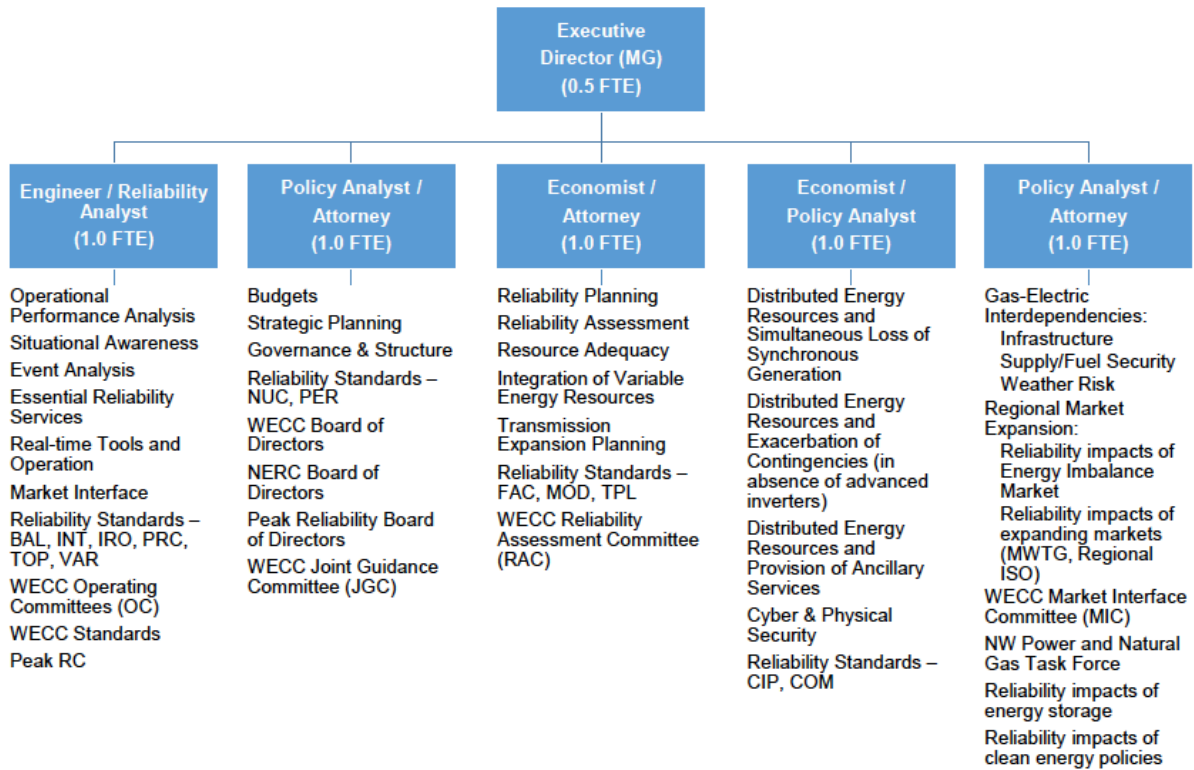 Executive
Director (MG)
(0.5 FTE)
Engineer / Reliability
Analyst
(1.0 FTE)
Operational
Performance Analysis
Situational Awareness
Event Analysis
Essential Reliability
Services
Real-time Tools and
Operation
Market Interface
Reliability Standards –
BAL, INT, IRO, PRC,
TOP, VAR
WECC Operating
Committees (OC)
WECC Standards
Peak RC
Policy Analyst /
Attorney
(1.0 FTE)
Budgets
Strategic Planning
Governance & Structure
Reliability Standards –
NUC, PER
WECC Board of
Directors
NERC Board of
Directors
Peak Reliability Board
of Directors
WECC Joint Guidance
Committee (JGC)
Economist /
Attorney
(1.0 FTE)
Reliability Planning
Reliability Assessment
Resource Adequacy
Integration of Variable
Energy Resources
Transmission
Expansion Planning
Reliability Standards –
FAC, MOD, TPL
WECC Reliability
Assessment Committee
(RAC)
Economist /
Policy Analyst
(1.0 FTE)
Distributed Energy
Resources and
Simultaneous Loss of
Synchronous
Generation
Distributed Energy
Resources and
Exacerbation of
Contingencies (in
absence of advanced
inverters)
Distributed Energy
Resources and
Provision of Ancillary
Services
Cyber & Physical
Security
Reliability Standards –
CIP, COM
Policy Analyst /
Attorney
(1.0 FTE)
Gas-Electric
Interdependencies:
Infrastructure
Supply/Fuel Security
Weather Risk
Regional Market
Expansion:
Reliability impacts of
Energy Imbalance
Market
Reliability impacts of
expanding markets
(MWTG, Regional
ISO)
WECC Market Interface
Committee (MIC)
NW Power and Natural
Gas Task Force
Reliability impacts of
energy storage
Reliability impacts of
clean energy policies